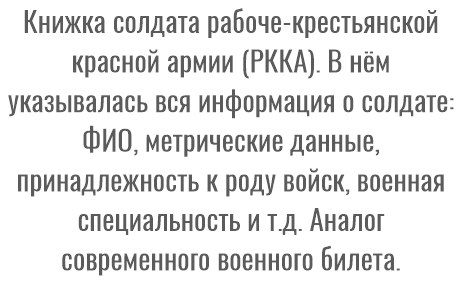 Книжка солдата рабоче-крестьянской
красной армии (РККА). В нём
указывалась вся информация о солдате:
ФИО, метрические данные,
принадлежность к роду войск, военная
специальность и т.д. Аналог
современного военного билета.